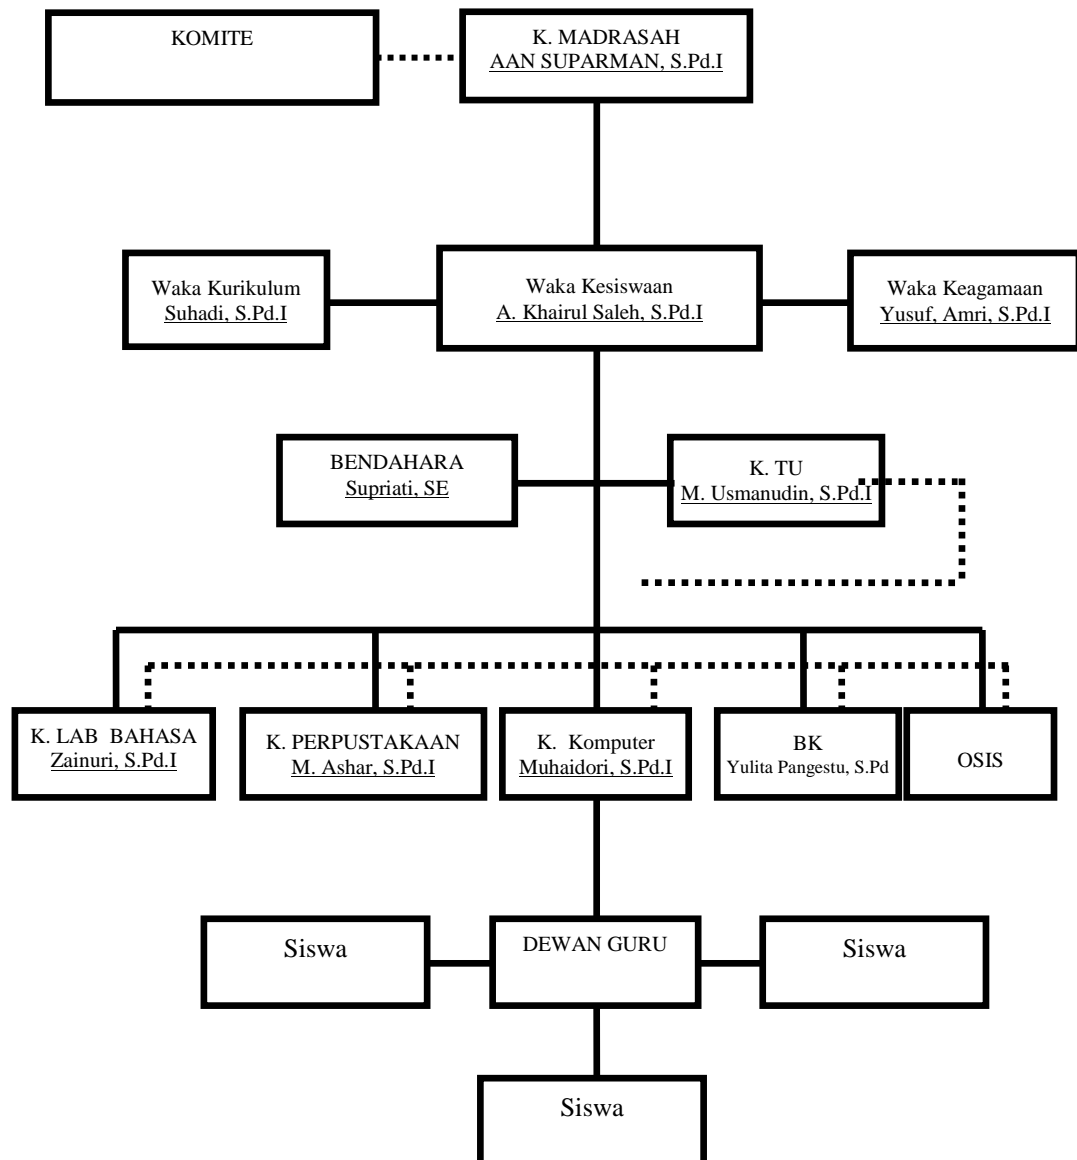 KOMITE
K. MADRASAH
AAN SUPARMAN, S.Pd.I
Waka Kurikulum
Suhadi, S.Pd.I
Waka Kesiswaan
A. Khairul Saleh, S.Pd.I
Waka Keagamaan
Yusuf, Amri, S.Pd.I
BENDAHARA
Supriati, SE
K. TU
M. Usmanudin, S.Pd.I
K. LAB BAHASA
Zainuri, S.Pd.I
K. PERPUSTAKAAN
M. Ashar, S.Pd.I
K. Komputer
Muhaidori, S.Pd.I
BK
Yulita Pangestu, S.Pd
OSIS
Siswa
DEWAN GURU
Siswa
Siswa